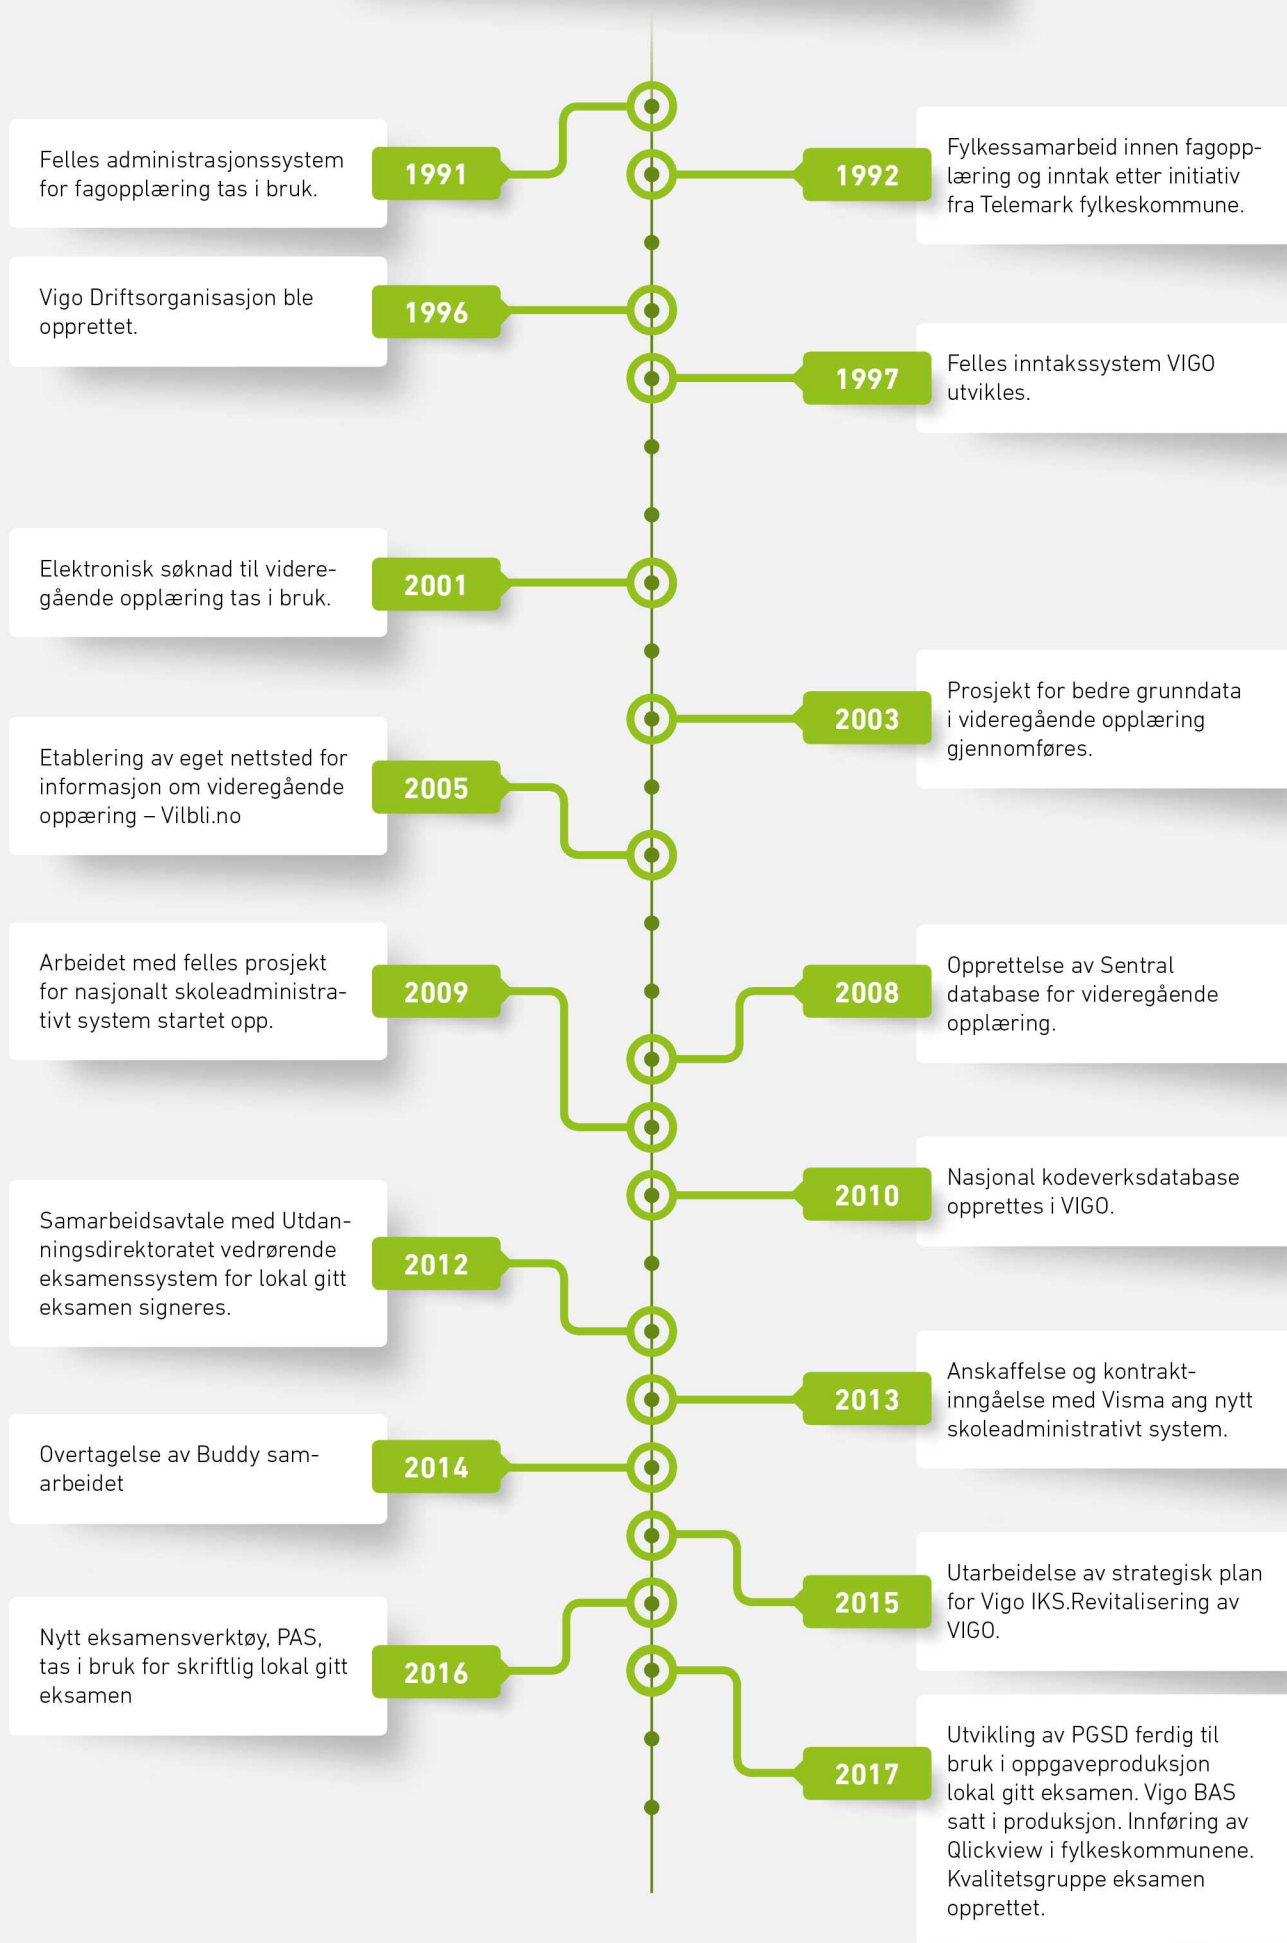 1991
Felles administrasjonssystem
for fagopplæring tas i bruk.
1992
Fylkessamarbeid innen fagopp-
læring og inntak etter initiativ
fra Telemark fylkeskommune.
1996
Vigo Driftsorganisasjon ble
opprettet.
1997
Felles inntakssystem VIGO
utvikles.
2001
Elektronisk søknad til videre-
gående opplæring tas i bruk.
2003
Prosjekt for bedre grunndata
i videregående opplæring
gjennomføres.
2005
Etablering av eget nettsted for
informasjon om videregående
oppæring – Vilbli.no
2008
Opprettelse av Sentral
database for videregående
opplæring.
2009
Arbeidet med felles prosjekt
for nasjonalt skoleadministra-
tivt system startet opp.
2010
Nasjonal kodeverksdatabase
opprettes i VIGO.
2012
Samarbeidsavtale med Utdan-
ningsdirektoratet vedrørende
eksamenssystem for lokal gitt
eksamen signeres.
2013
Anskaffelse og kontrakt-
inngåelse med Visma ang nytt
skoleadministrativt system.
2014
Overtagelse av Buddy sam-
arbeidet
2015
Utarbeidelse av strategisk plan
for Vigo IKS.Revitalisering av
VIGO.
2016
Nytt eksamensverktøy, PAS,
tas i bruk for skriftlig lokal gitt
eksamen
2017
Utvikling av PGSD ferdig til
bruk i oppgaveproduksjon
lokal gitt eksamen. Vigo BAS
satt i produksjon. Innføring av
Qlickview i fylkeskommunene.
Kvalitetsgruppe eksamen
opprettet.